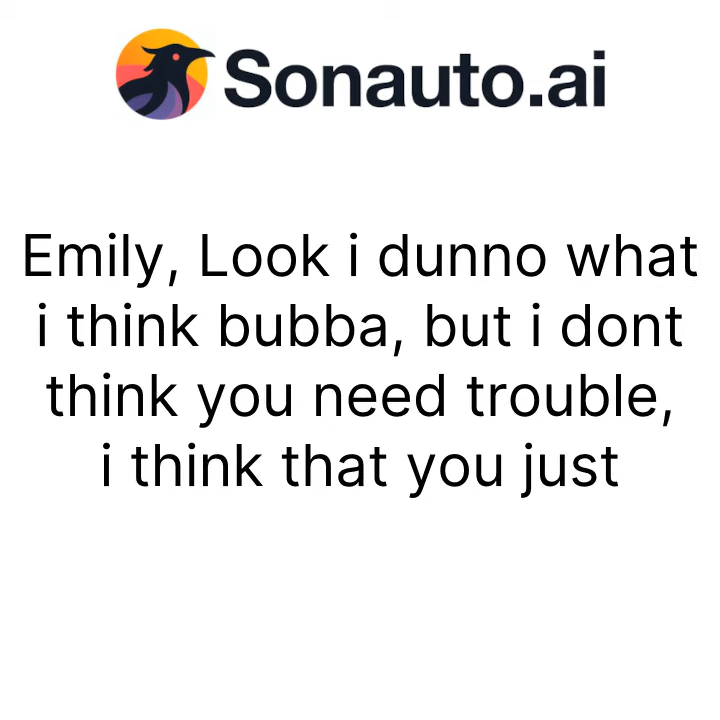 Sonauto.ai
Emily, Look i dunno what
i think bubba, but i dont
think you need trouble,
i think that you just